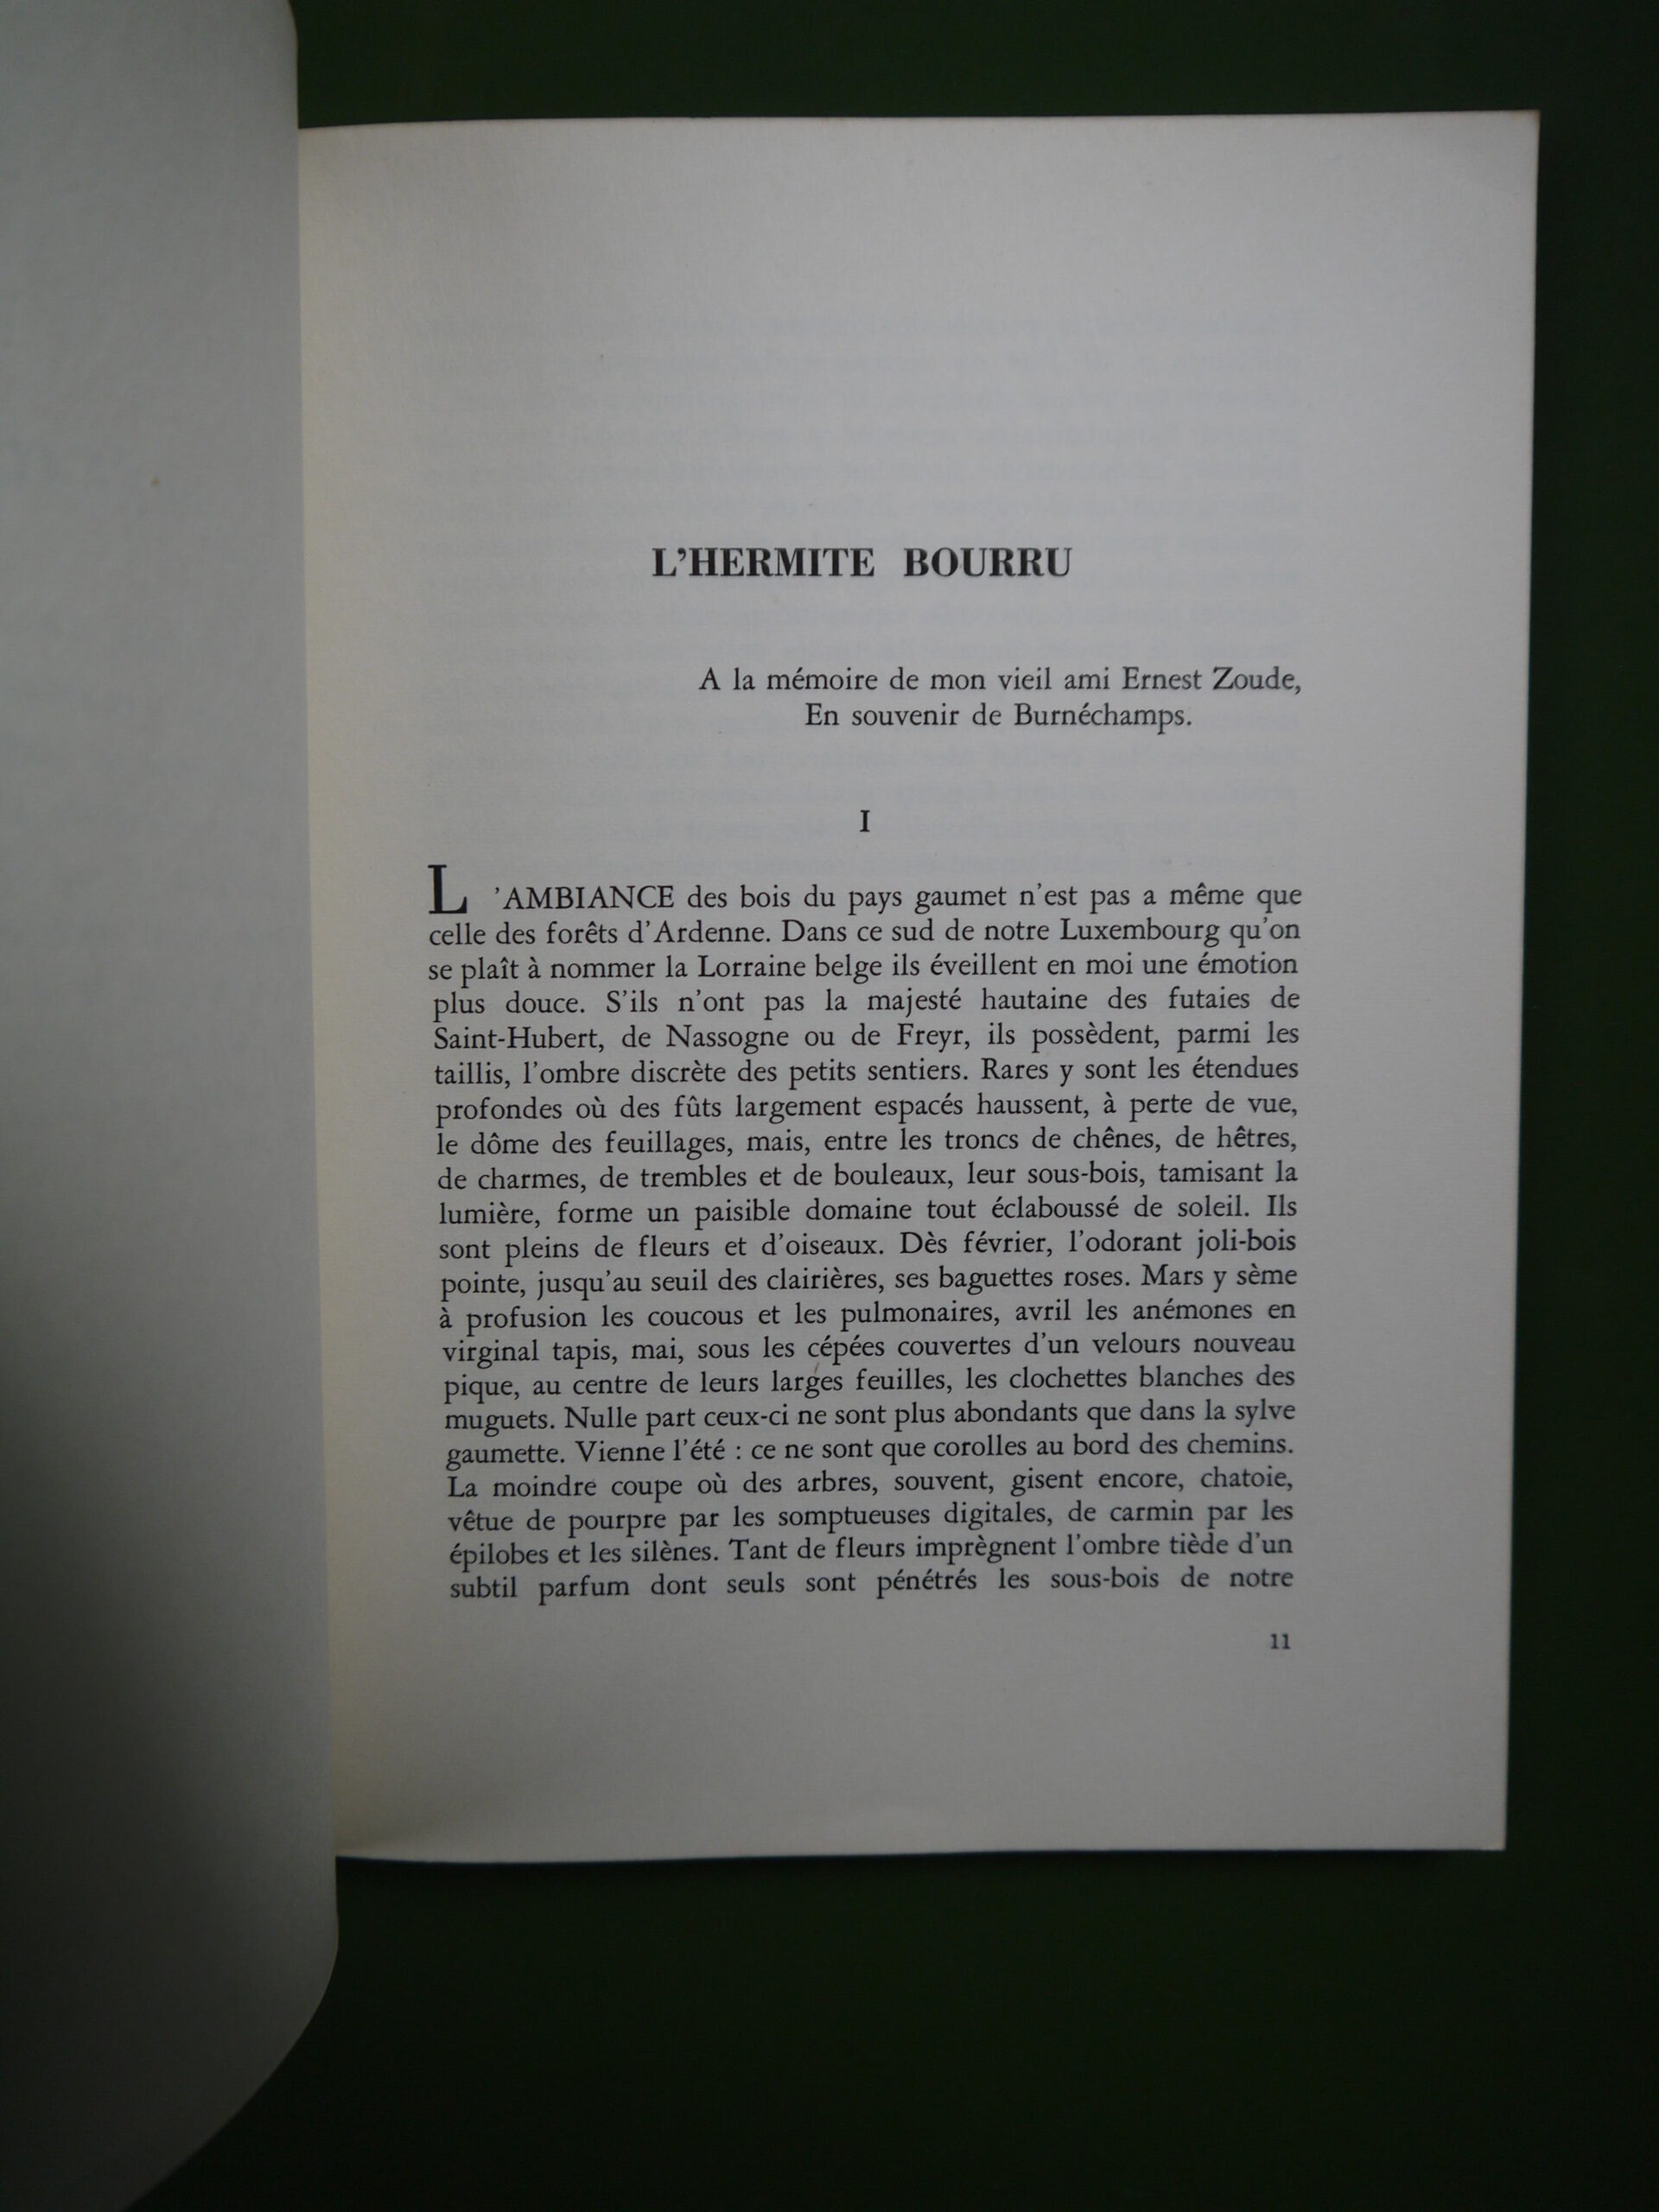 L'HERMITE BOURRU
A la mémoire de mon vieil ami Ernest Zoude,
En souvenir de Burnéchamps.
I
L'AMBIANCE des bois du pays gaumet n'est pas a même que
celle des forêts d'Ardenne. Dans ce sud de notre Luxembourg qu'on
se plaît à nommer la Lorraine belge ils éveillent en moi une émotion
plus douce. S'ils n'ont pas la majesté hautaine des futaies de
Saint-Hubert, de Nassogne ou de Freyr, ils possèdent, parmi les
taillis, l'ombre discrète des petits sentiers. Rares y sont les étendues
profondes où des fûts largement espacés haussent, à perte de vue,
le dôme des feuillages, mais, entre les troncs de chênes, de hêtres,
de charmes, de trembles et de bouleaux, leur sous-bois, tamisant la
lumière, forme un paisible domaine tout éclaboussé de soleil. Ils
sont pleins de fleurs et d'oiseaux. Dès février, l'odorant joli-bois
pointe, jusqu'au seuil des clairières, ses baguettes roses. Mars y sème
à profusion les coucous et les pulmonaires, avril les anémones en
virginal tapis, mai, sous les cépées couvertes d'un velours nouveau
pique, au centre de leurs larges feuilles, les clochettes blanches des
muguets. Nulle part ceux-ci ne sont plus abondants que dans la sylve
gaumette. Vienne l'été : ce ne sont que corolles au bord des chemins.
La moindre coupe où des arbres, souvent, gisent encore, chatoie,
vêtue de pourpre par les somptueuses digitales, de carmin par les
épilobes et les silènes. Tant de fleurs imprègnent l'ombre tiède d'un
subtil parfum dont seuls sont pénétrés les sous-bois de notre
11